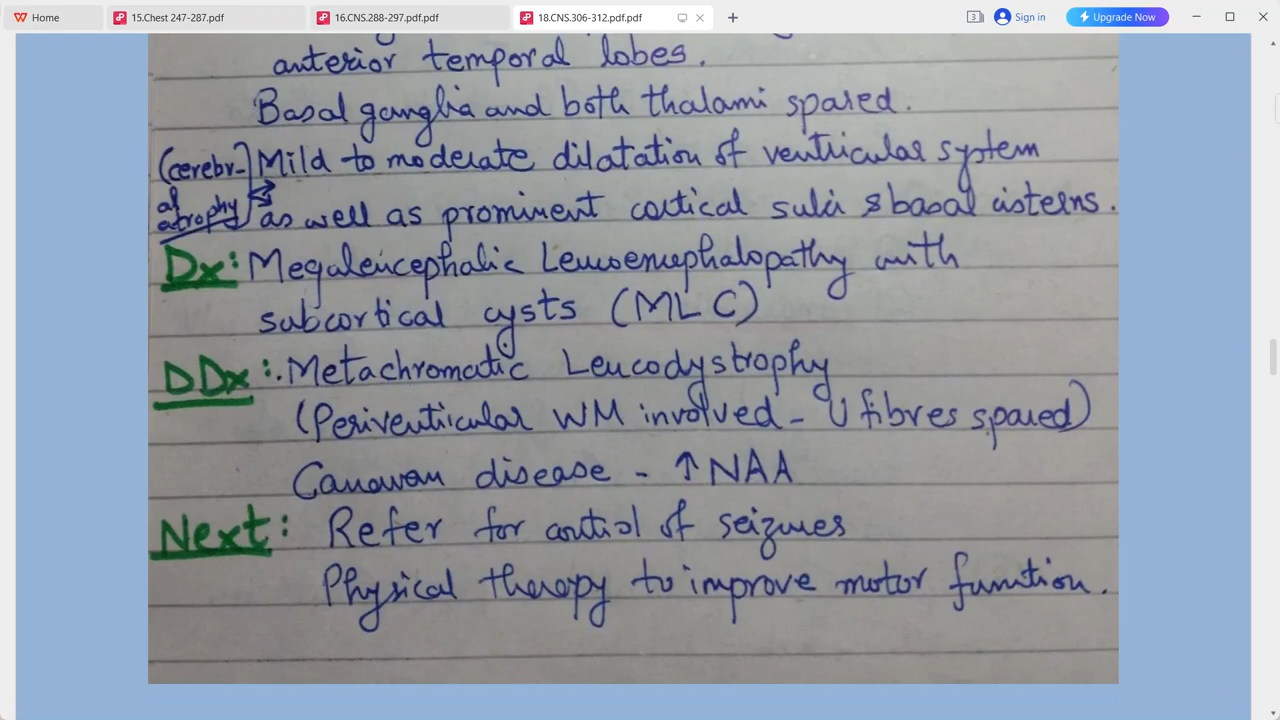 Home
15.Chest 247-287.pdf
16.CNS.288-297.pdf.pdf
18.CNS.306-312.pdf.pdf
3
Sign in
Upgrade Now
anterior temporal lobes.
Basal ganglia and both thalami spared.
(cerebr-
al
atrophy)
Mild to moderate dilatation of ventricular system
as well as prominent cortical sulci & basal cisterns.
Dx: Megalencephalic Leucoencephalopathy with
subcortical cysts (MLC)
DDx:. Metachromatic Leucodystrophy
(Periventricular WM involved - U fibres spared)
Canavan disease - ↑NAA
Next: Refer for control of seizures
Physical therapy to improve motor function.